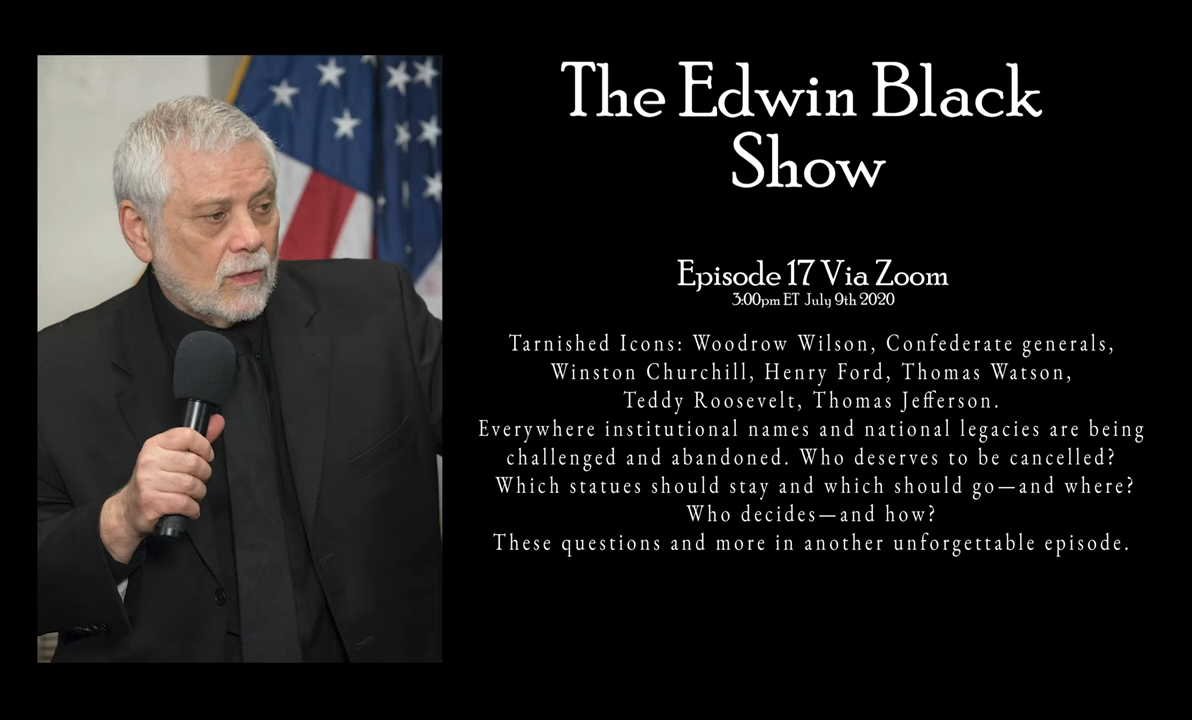 The Edwin Black
Show
Episode 17 Via Zoom
3:00pm ET July 9th 2020
Tarnished Icons: Woodrow Wilson, Confederate generals,
Winston Churchill, Henry Ford, Thomas Watson,
Teddy Roosevelt, Thomas Jefferson.
Everywhere institutional names and national legacies are being
challenged and abandoned. Who deserves to be cancelled?
Which statues should stay and which should go—and where?
Who decides—and how?
These questions and more in another unforgettable episode.